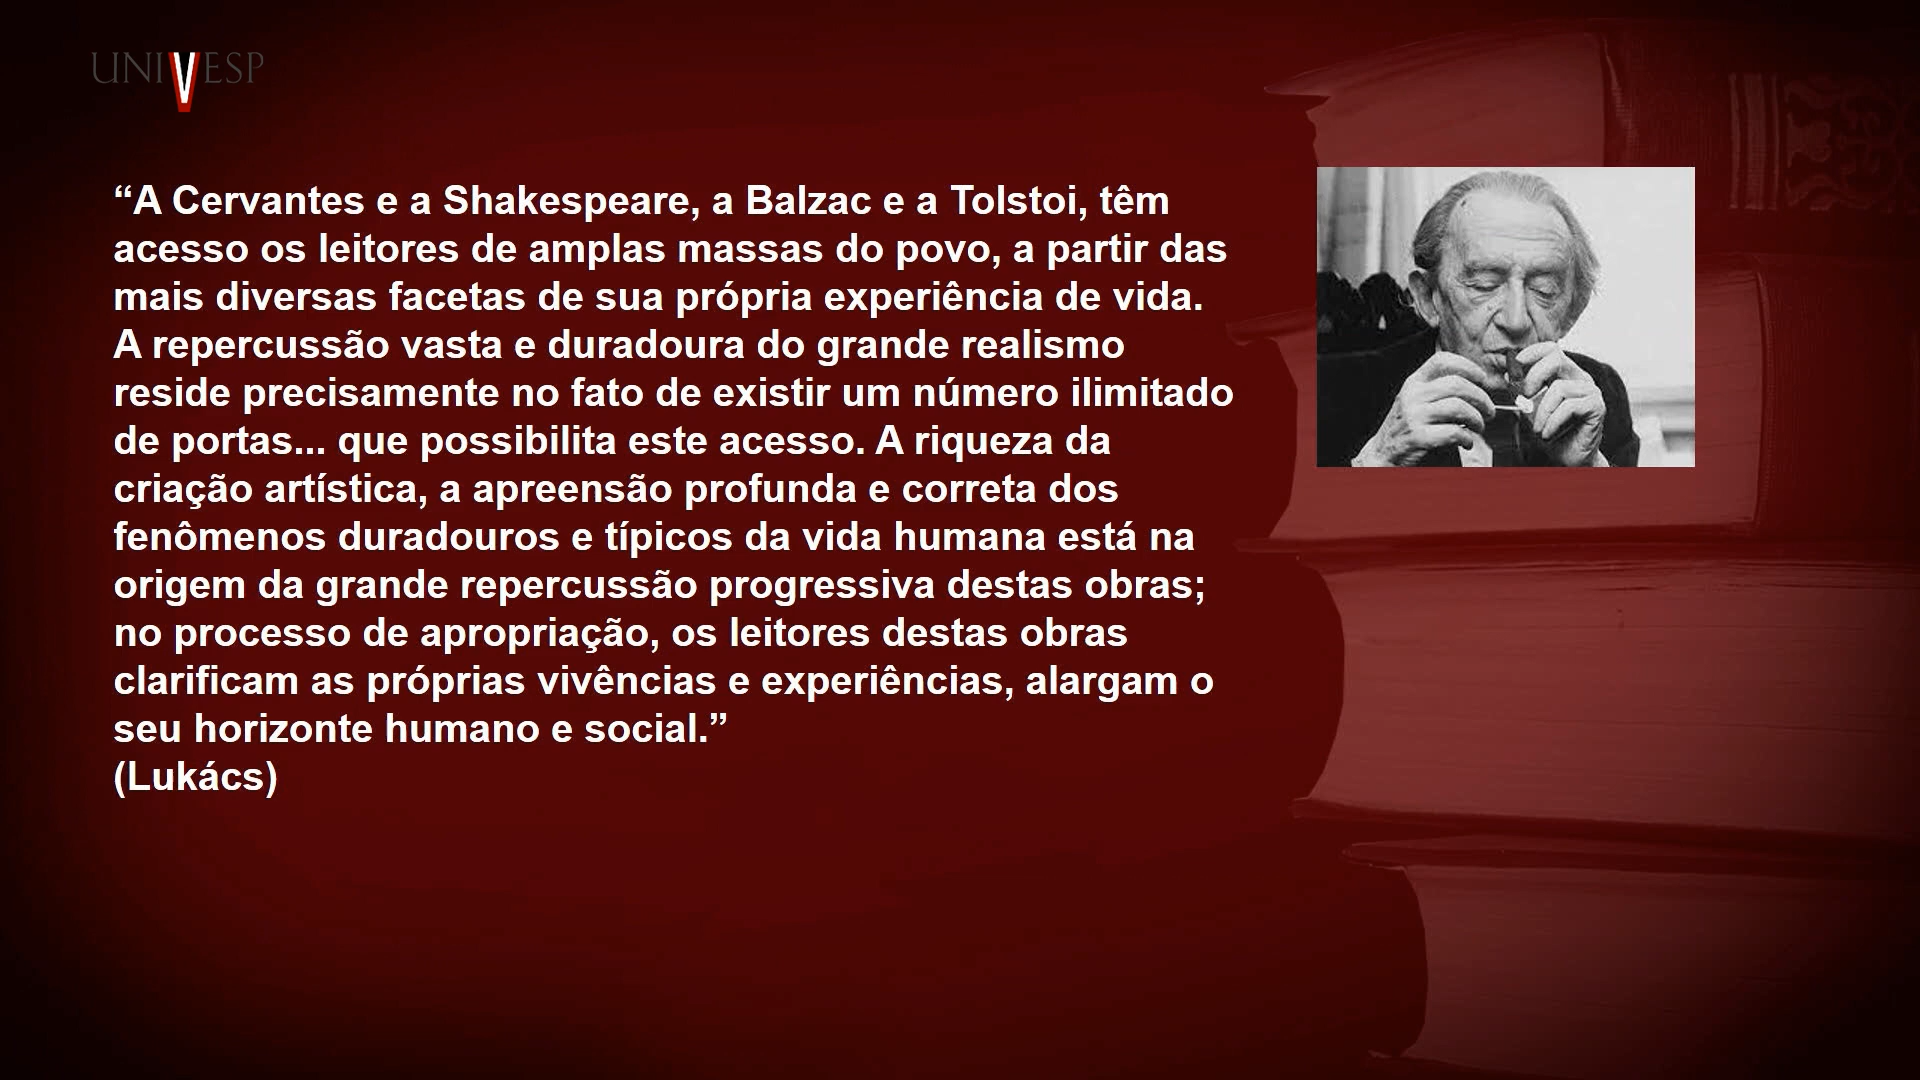 UNIVESP
“A Cervantes e a Shakespeare, a Balzac e a Tolstoi, têm
acesso os leitores de amplas massas do povo, a partir das
mais diversas facetas de sua própria experiência de vida.
A repercussão vasta e duradoura do grande realismo
reside precisamente no fato de existir um número ilimitado
de portas... que possibilita este acesso. A riqueza da
criação artística, a apreensão profunda e correta dos
fenômenos duradouros e típicos da vida humana está na
origem da grande repercussão progressiva destas obras;
no processo de apropriação, os leitores destas obras
clarificam as próprias vivências e experiências, alargam o
seu horizonte humano e social.”
(Lukács)